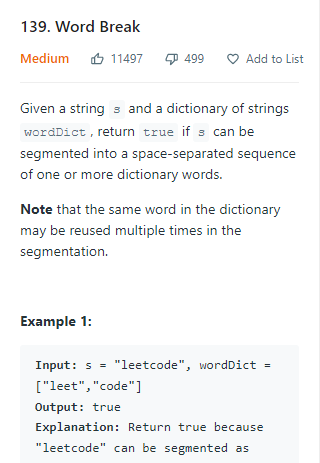 139. Word Break
Medium 11497 499 Add to List
Given a string s and a dictionary of strings
wordDict, return true if s can be
segmented into a space-separated sequence
of one or more dictionary words.
Note that the same word in the dictionary
may be reused multiple times in the
segmentation.
Example 1:
Input: s = "leetcode", wordDict =
["leet","code"]
Output: true
Explanation: Return true because
"leetcode" can be segmented as